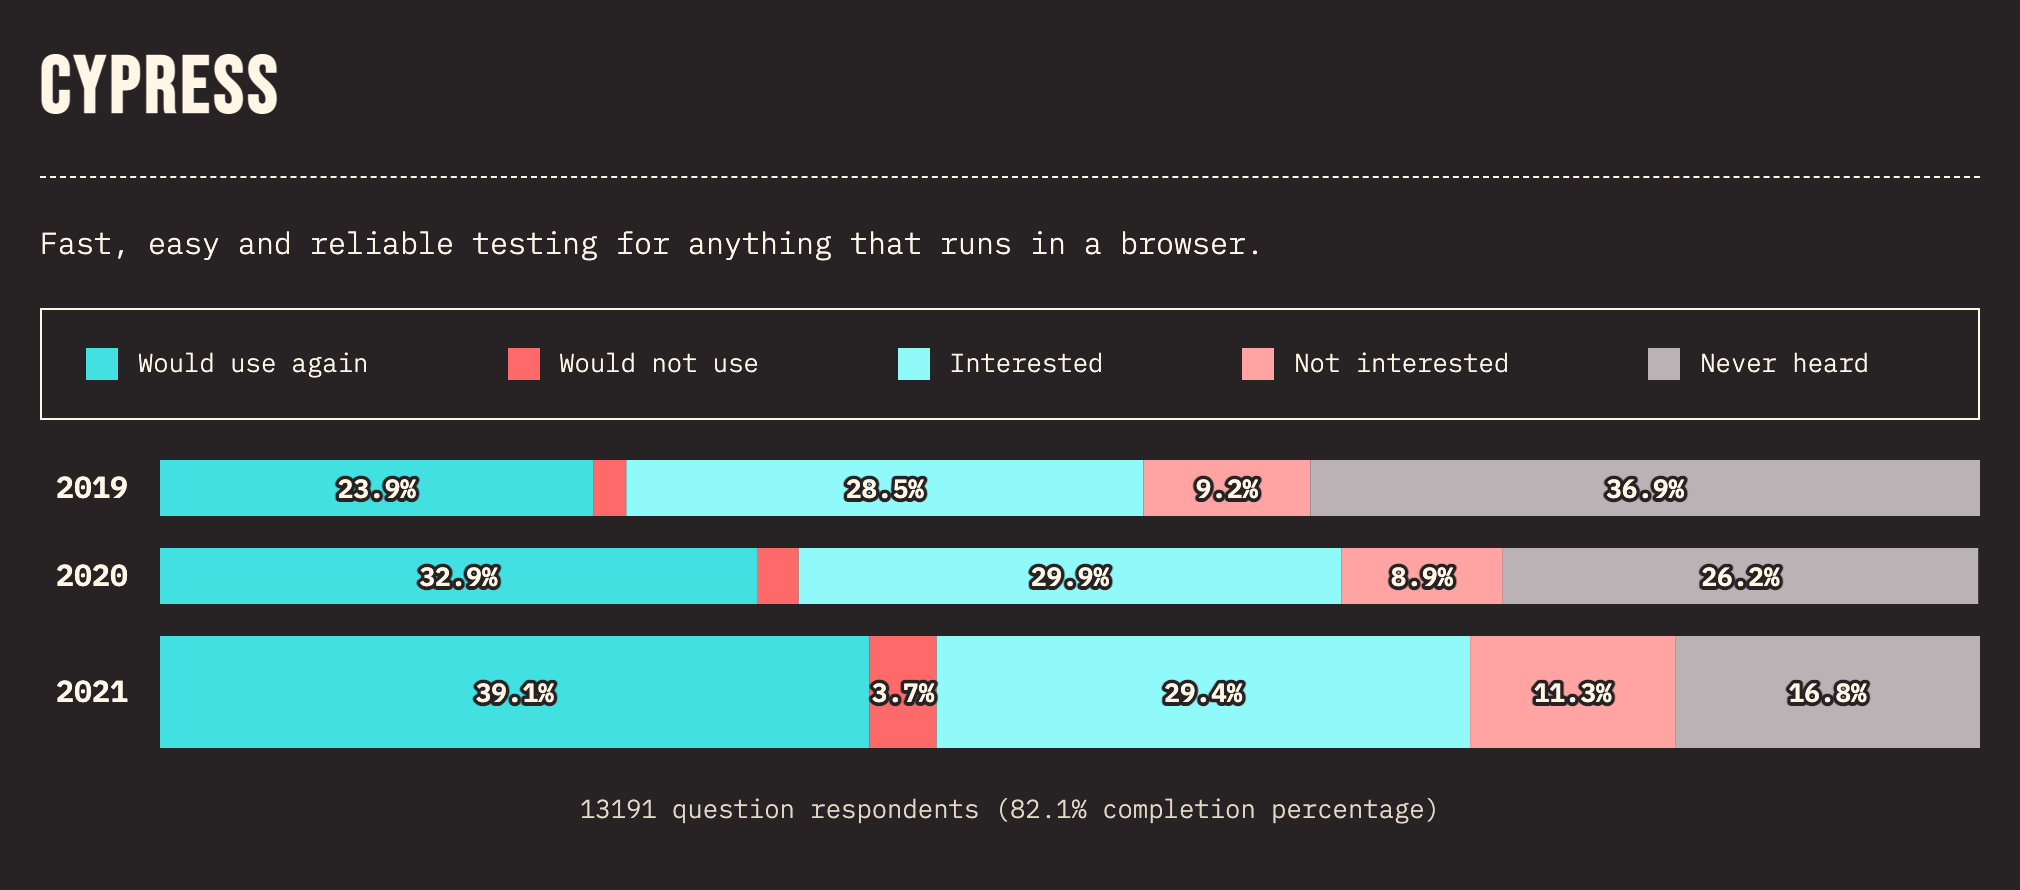 CYPRESS
Fast, easy and reliable testing for anything that runs in a browser.
Would use again Would not use Interested Not interested Never heard
2019 23.9% 28.5% 9.2% 36.9%
2020 32.9% 29.9% 8.9% 26.2%
2021 39.1% 3.7% 29.4% 11.3% 16.8%
13191 question respondents (82.1% completion percentage)